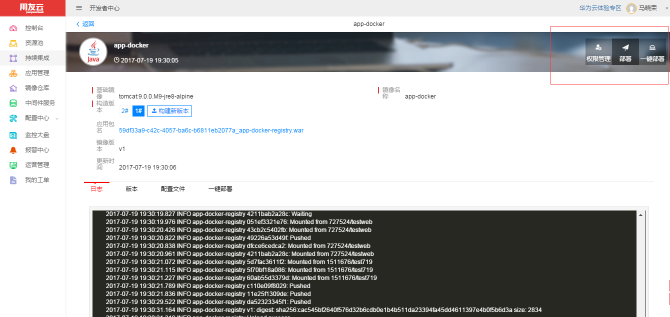 用友云
开发者中心
华为云体验专区
马晓荣
返回
app-docker
控制台
资源池
持续集成
应用管理
镜像仓库
中间件服务
配置中心
监控大盘
报警中心
运营管理
我的工单
Java
app-docker
2017-07-19 19:30:05
权限管理
部署
一键部署
基础镜像
tomcat:9.0.0.M9-jre8-alpine
镜像名称
app-docker
构造版本
2#
1#
构建新版本
应用包名
59df33a9-c42c-4057-ba6c-b6811eb2077a_app-docker-registry.war
镜像版本
v1
更新时间
2017-07-19 19:30:06
日志
版本
配置文件
一键部署
2017-07-19 19:30:19.827 INFO app-docker-registry 4211bab2a28c: Waiting
2017-07-19 19:30:19.976 INFO app-docker-registry 051ef3321e76: Mounted from 727524/testweb
2017-07-19 19:30:20.426 INFO app-docker-registry 43cb2c5402fb: Mounted from 727524/testweb
2017-07-19 19:30:20.822 INFO app-docker-registry 49226a53d49f: Pushed
2017-07-19 19:30:20.838 INFO app-docker-registry dfcce6cedca2: Mounted from 727524/testweb
2017-07-19 19:30:20.961 INFO app-docker-registry 4211bab2a28c: Mounted from 727524/testweb
2017-07-19 19:30:21.072 INFO app-docker-registry 5d7fac3611f2: Mounted from 1511676/test719
2017-07-19 19:30:21.115 INFO app-docker-registry 5f70bf18a086: Mounted from 1511676/test719
2017-07-19 19:30:21.227 INFO app-docker-registry 60ab55d3379d: Mounted from 1511676/test719
2017-07-19 19:30:21.789 INFO app-docker-registry c110e09f8029: Pushed
2017-07-19 19:30:21.836 INFO app-docker-registry 11e25f1309de: Pushed
2017-07-19 19:30:29.522 INFO app-docker-registry da52323345f1: Pushed
2017-07-19 19:30:31.164 INFO app-docker-registry v1: digest: sha256:cac545bf2640f576d32b6cdb0e1b4b511da23394fa45dd4611397e4b0f5b6d3a size: 2834